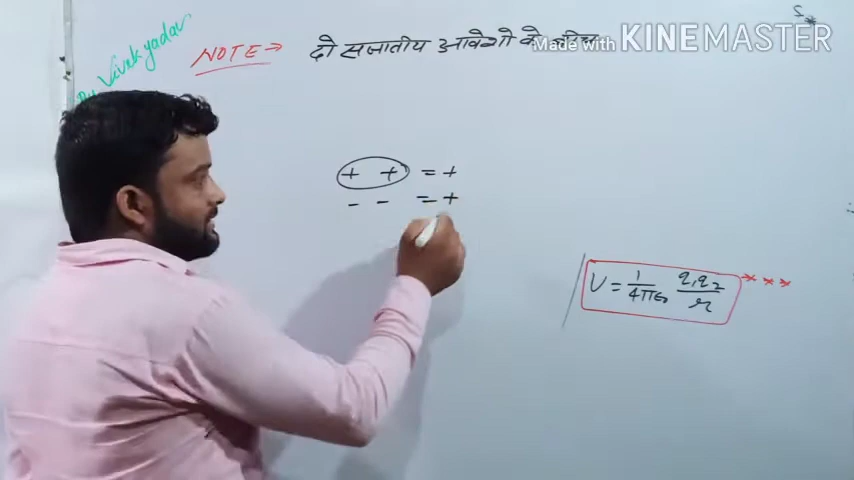 By Vivek yadav
NOTE → दो सजातीय आवेशो के
Made with KINEMASTER
+ + = +
- - = +
U = 1/4πε₀ q₁q₂/r ***